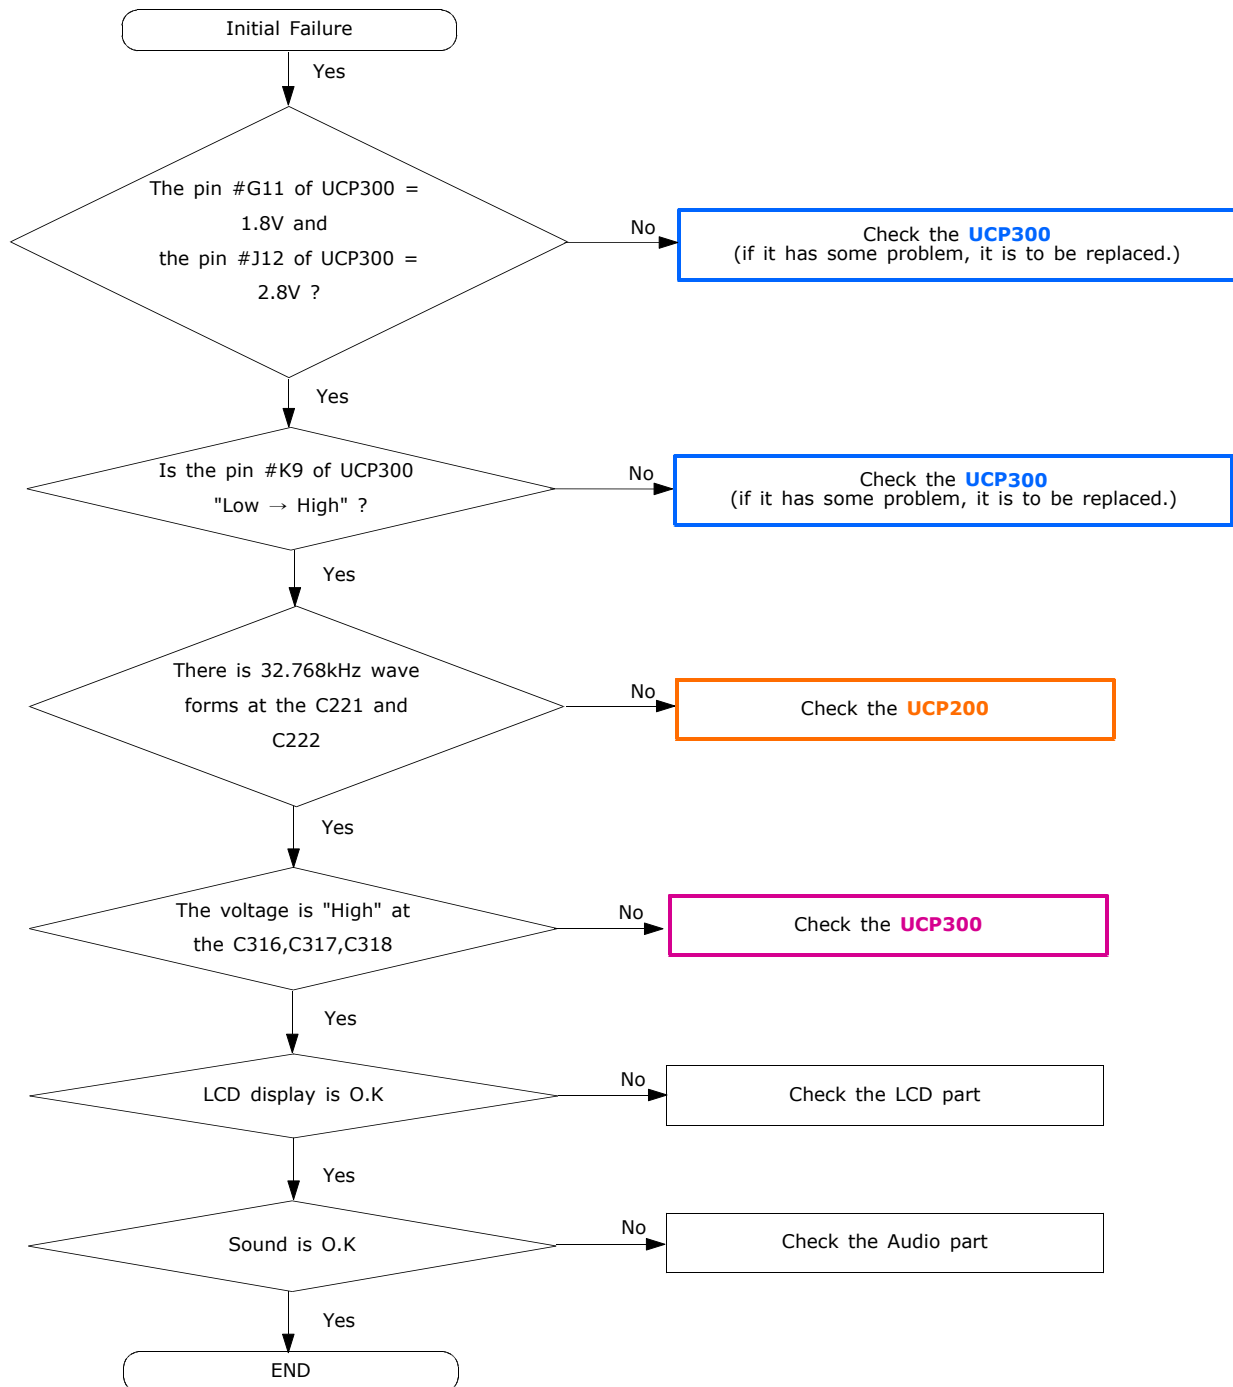 Initial Failure
Yes
The pin #G11 of UCP300 =
1.8V and
the pin #J12 of UCP300 =
2.8V ?
No
Check the UCP300
(if it has some problem, it is to be replaced.)
Yes
Is the pin #K9 of UCP300
"Low → High" ?
No
Check the UCP300
(if it has some problem, it is to be replaced.)
Yes
There is 32.768kHz wave
forms at the C221 and
C222
No
Check the UCP200
Yes
The voltage is "High" at
the C316,C317,C318
No
Check the UCP300
Yes
LCD display is O.K
No
Check the LCD part
Yes
Sound is O.K
No
Check the Audio part
Yes
END